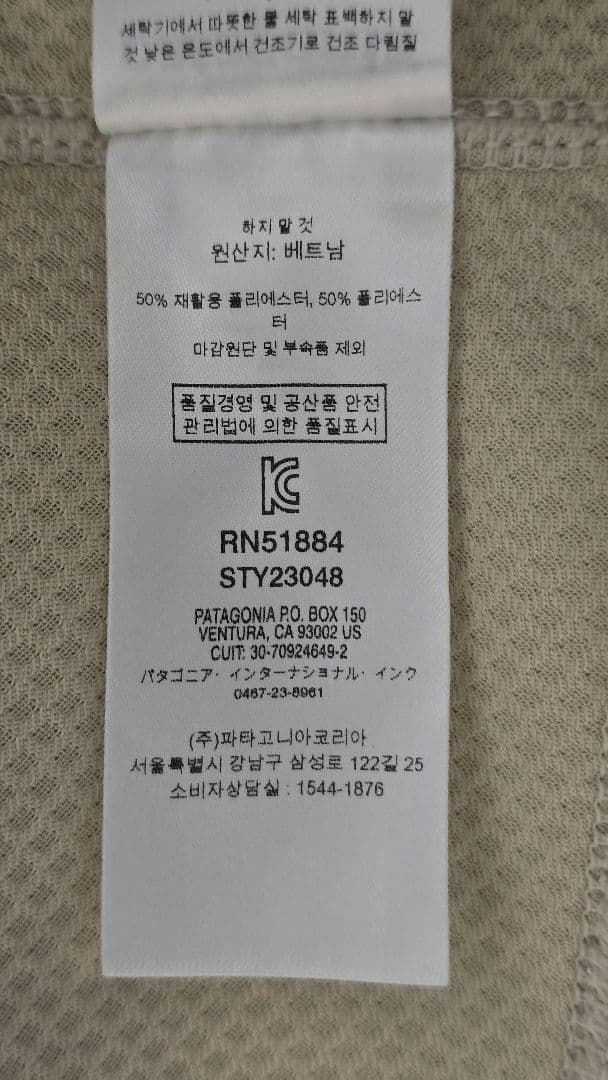 세탁기에서 따뜻한 물 세탁 표백하지 말
것 낮은 온도에서 건조기로 건조 다림질
하지 말 것
원산지: 베트남
50% 재활용 폴리에스터, 50% 폴리에스
터
마감원단 및 부속품 제외
품질경영 및 공산품 안전
관리법에 의한 품질표시
RN51884
STY23048
PATAGONIA P.O. BOX 150
VENTURA, CA 93002 US
CUIT: 30-70924649-2
パタゴニア・インターナショナル・インク
0467-23-8961
(주)파타고니아코리아
서울특별시 강남구 삼성로 122길 25
소비자상담실 : 1544-1876